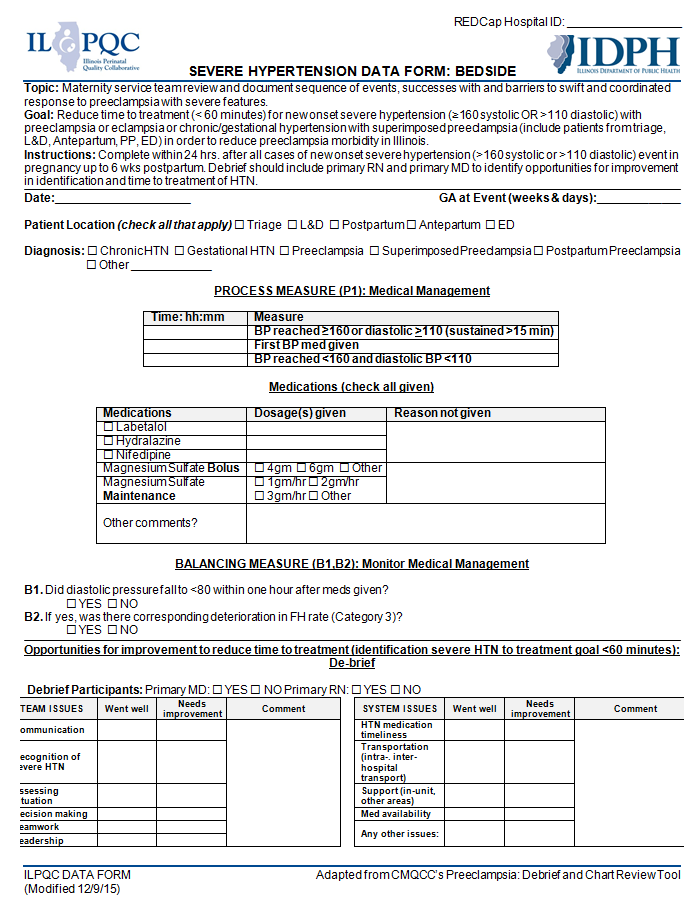 REDCap Hospital ID: __________________
ILPQC
Illinois Perinatal
Quality Collaborative
IDPH
ILLINOIS DEPARTMENT OF PUBLIC HEALTH
SEVERE HYPERTENSION DATA FORM: BEDSIDE
Topic: Maternity service team review and document sequence of events, successes with and barriers to swift and coordinated
response to preeclampsia with severe features.
Goal: Reduce time to treatment (< 60 minutes) for new onset severe hypertension (≥160 systolic OR >110 diastolic) with
preeclampsia or eclampsia or chronic/gestational hypertension with superimposed preeclampsia (include patients from triage,
L&D, Antepartum, PP, ED) in order to reduce preeclampsia morbidity in Illinois.
Instructions: Complete within 24 hrs. after all cases of new onset severe hypertension (>160 systolic or >110 diastolic) event in
pregnancy up to 6 wks postpartum. Debrief should include primary RN and primary MD to identify opportunities for improvement
in identification and time to treatment of HTN.
Date:_____________________ GA at Event (weeks & days):_____________
Patient Location (check all that apply) ☐ Triage ☐ L&D ☐ Postpartum ☐ Antepartum ☐ ED
Diagnosis: ☐ Chronic HTN ☐ Gestational HTN ☐ Preeclampsia ☐ Superimposed Preeclampsia ☐ Postpartum Preeclampsia
☐ Other ____________
PROCESS MEASURE (P1): Medical Management
Time: hh:mm Measure
BP reached ≥160 or diastolic ≥110 (sustained >15 min)
First BP med given
BP reached <160 and diastolic BP <110
Medications (check all given)
Medications Dosage(s) given Reason not given
☐ Labetalol
☐ Hydralazine
☐ Nifedipine
Magnesium Sulfate Bolus ☐ 4gm ☐ 6gm ☐ Other
Magnesium Sulfate ☐ 1gm/hr ☐ 2gm/hr
Maintenance ☐ 3gm/hr ☐ Other
Other comments?
BALANCING MEASURE (B1,B2): Monitor Medical Management
B1. Did diastolic pressure fall to <80 within one hour after meds given?
☐ YES ☐ NO
B2. If yes, was there corresponding deterioration in FH rate (Category 3)?
☐ YES ☐ NO
Opportunities for improvement to reduce time to treatment (identification severe HTN to treatment goal <60 minutes):
De-brief
Debrief Participants: Primary MD: ☐ YES ☐ NO Primary RN: ☐ YES ☐ NO
TEAM ISSUES Went well Needs improvement Comment
ommunication
ecognition of
evere HTN
ssessing
tuation
ecision making
eamwork
eadership
SYSTEM ISSUES Went well Needs improvement Comment
HTN medication
timeliness
Transportation
(intra-. inter-
hospital
transport)
Support (in-unit,
other areas)
Med availability
Any other issues:
ILPQC DATA FORM Adapted from CMQCC's Preeclampsia: Debrief and Chart Review Tool
(Modified 12/9/15)